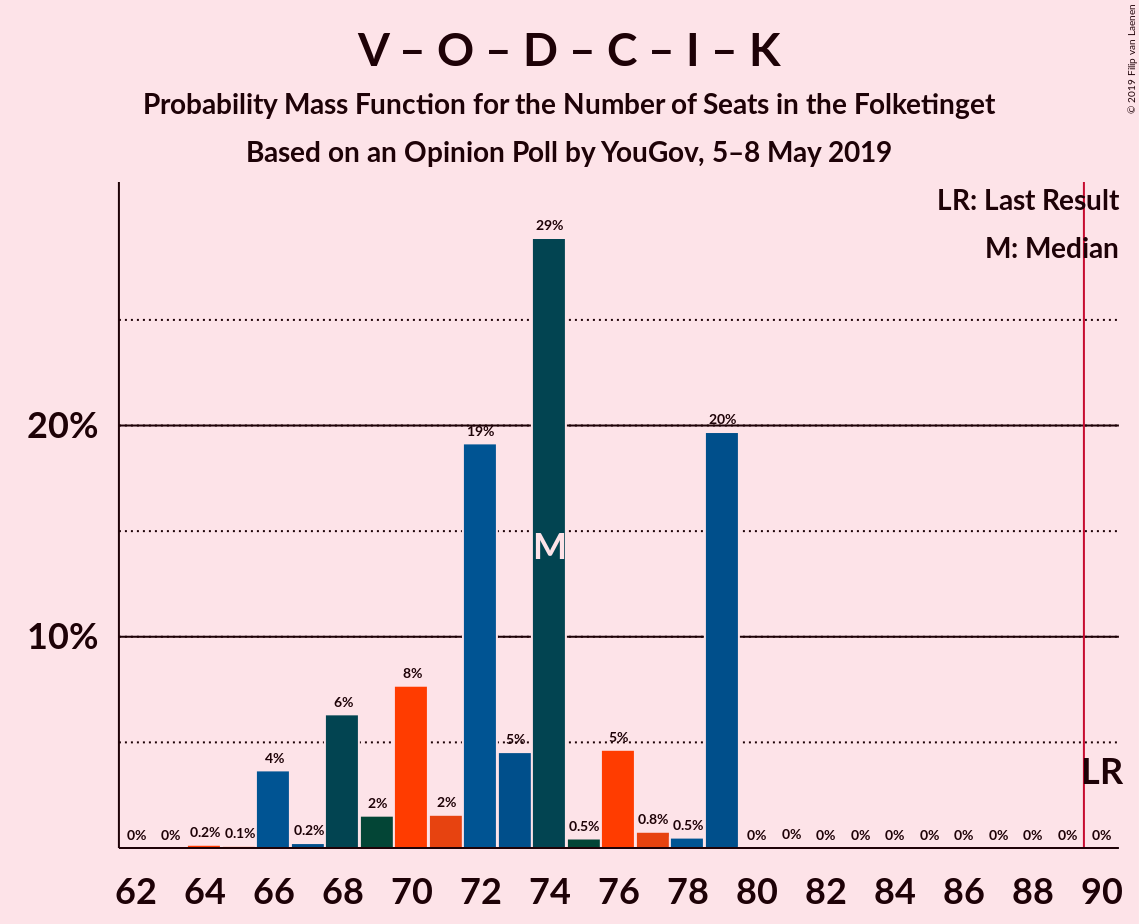 V – O – D – C – I – K
Probability Mass Function for the Number of Seats in the Folketinget
Based on an Opinion Poll by YouGov, 5–8 May 2019
© 2019 Filip van Laenen
LR: Last Result
M: Median
29%
20%
20%
19%
M
10%
8%
6%
5%
5%
4%
LR
2%
2%
0.8%
0.5%
0.5%
0% 0% 0.2% 0.1% 0.2% 0% 0% 0% 0% 0% 0% 0% 0% 0% 0% 0%
62 64 66 68 70 72 74 76 78 80 82 84 86 88 90